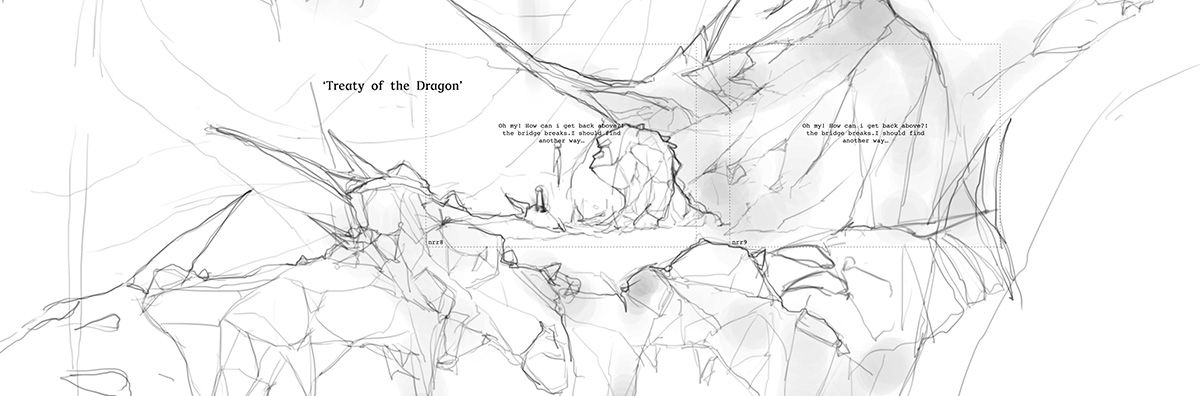 ‘Treaty of the Dragon’
Oh my! How can i get back above?!
the bridge breaks.I should find
another way…
Oh my! How can i get back above?!
the bridge breaks.I should find
another way…
nrr8
nrr9